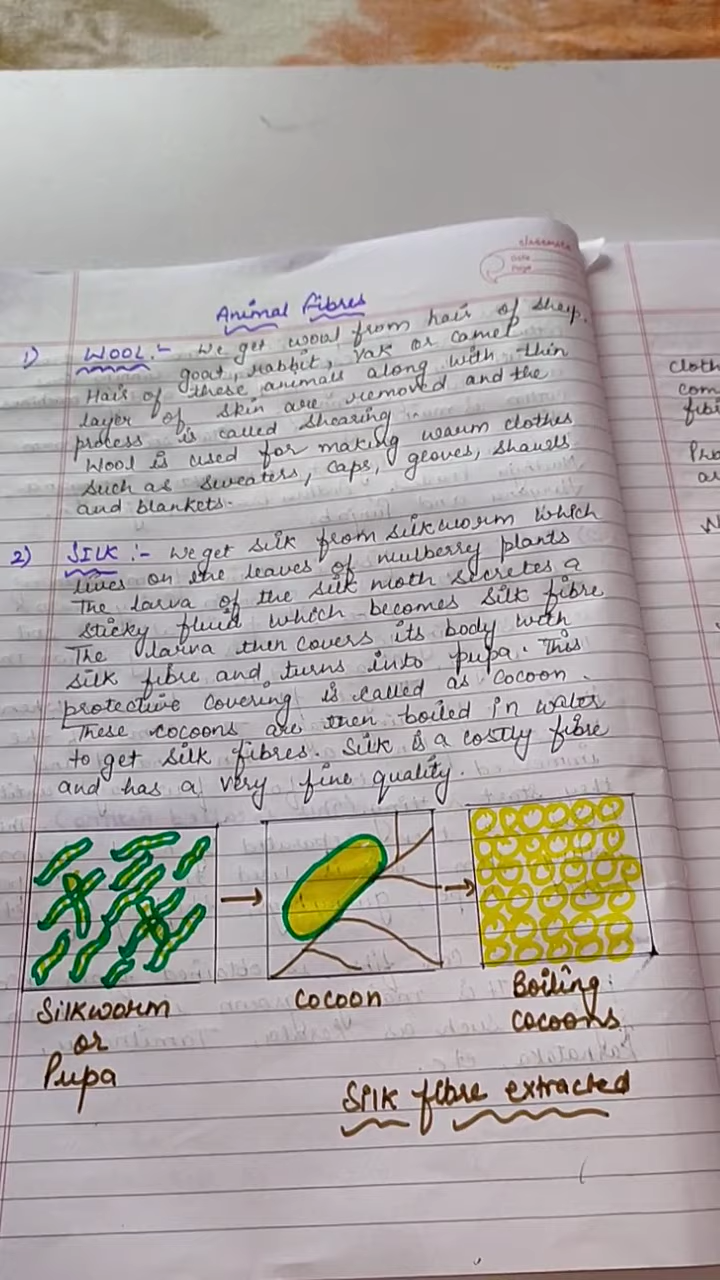 classmate
Date
Page
Animal Fibres
1) WOOL :- We get wool from hair of sheep,
goat, rabbit, Yak or camel
Hair of these animals along with thin
layer of skin are removed and the
process is called shearing
Wool is used for making warm clothes
such as sweaters, caps, gloves, shawls
and blankets.
2) SILK :- We get silk from silkworm which
lives on the leaves of mulberry plants
The larva of the silk moth secretes a
sticky fluid which becomes silk fibre
The larva then covers its body with
silk fibre and turns into pupa. This
protective covering is called as cocoon.
These cocoons are then boiled in water
to get silk fibres. Silk is a costly fibre
and has a very fine quality.
Silkworm
or
Pupa
Cocoon
Boiling
Cocoons
Silk fibre extracted
cloth
com
fib